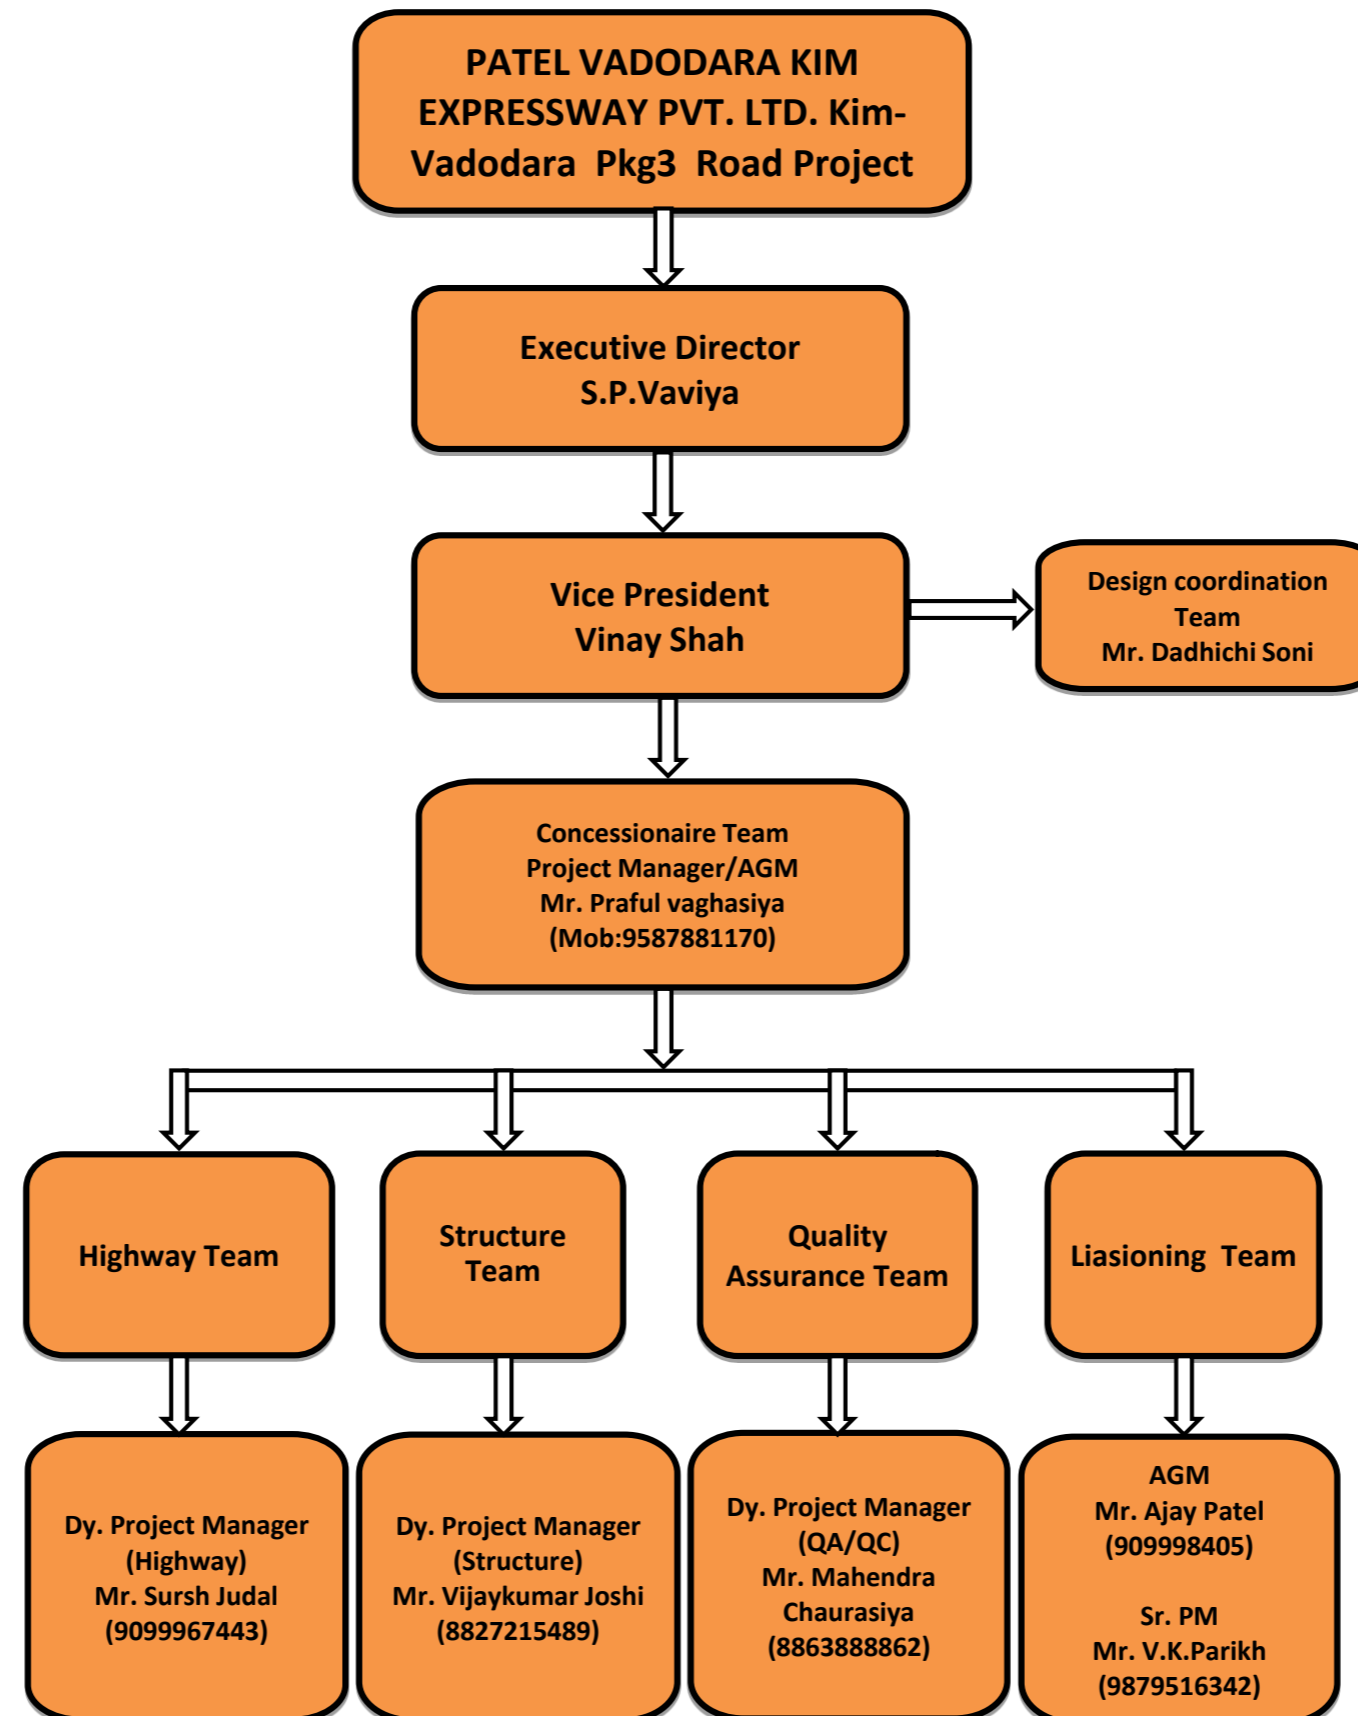 PATEL VADODARA KIM
EXPRESSWAY PVT. LTD. Kim-
Vadodara Pkg3 Road Project
Executive Director
S.P.Vaviya
Vice President
Vinay Shah
Design coordination
Team
Mr. Dadhichi Soni
Concessionaire Team
Project Manager/AGM
Mr. Praful vaghasiya
(Mob:9587881170)
Highway Team
Structure
Team
Quality
Assurance Team
Liasioning Team
Dy. Project Manager
(Highway)
Mr. Sursh Judal
(9099967443)
Dy. Project Manager
(Structure)
Mr. Vijaykumar Joshi
(8827215489)
Dy. Project Manager
(QA/QC)
Mr. Mahendra
Chaurasiya
(8863888862)
AGM
Mr. Ajay Patel
(909998405)
Sr. PM
Mr. V.K.Parikh
(9879516342)